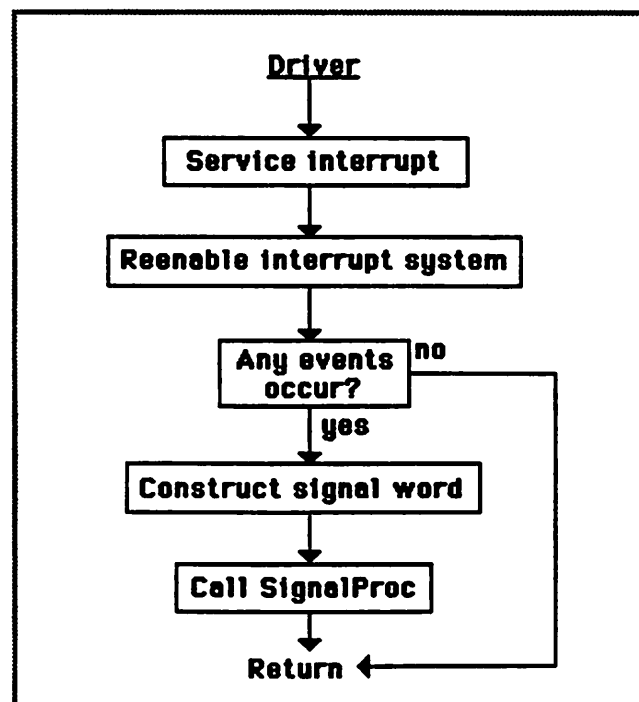 Driver
Service interrupt
Reenable interrupt system
Any events
occur?
no
yes
Construct signal word
Call SignalProc
Return